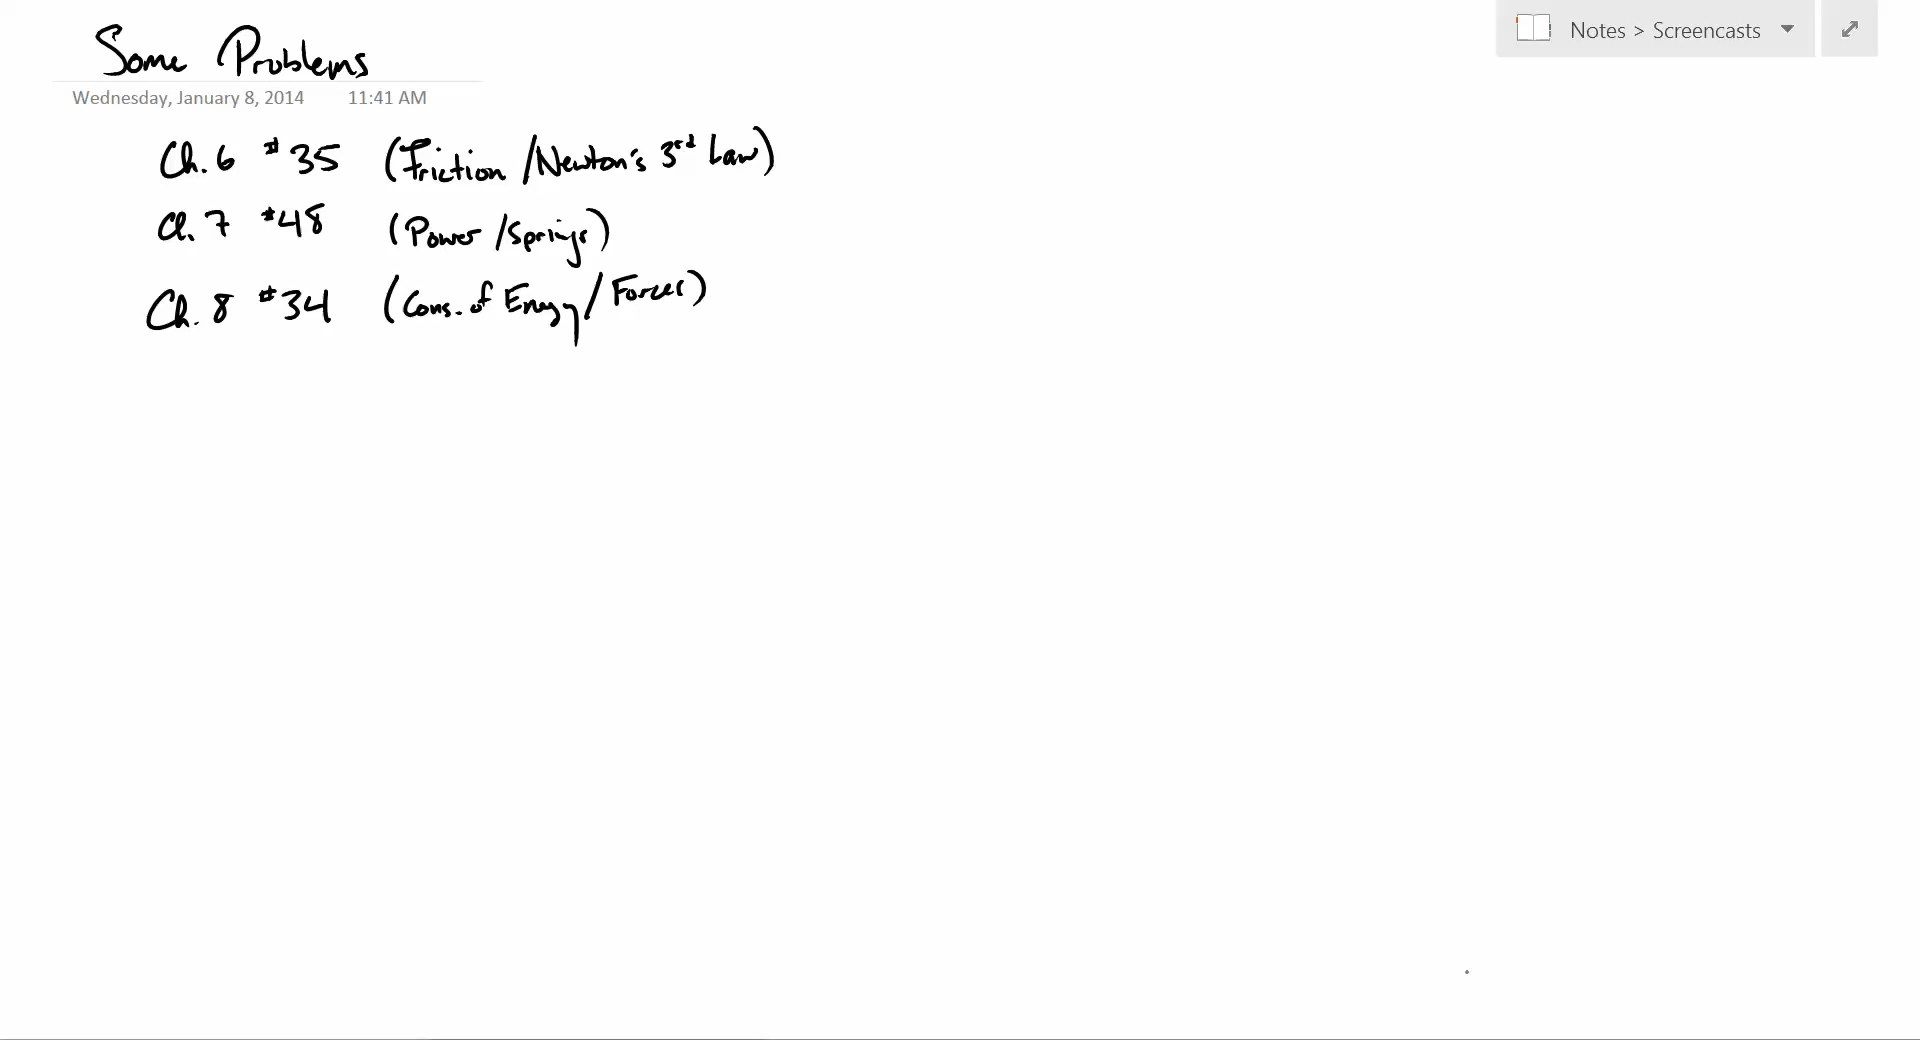 Some Problems
Notes > Screencasts
Wednesday, January 8, 2014 11:41 AM
Ch. 6 #35 (Friction/Newton's 3rd Law)
Ch. 7 #48 (Power/Springs)
Ch. 8 #34 (Cons. of Energy/Forces)